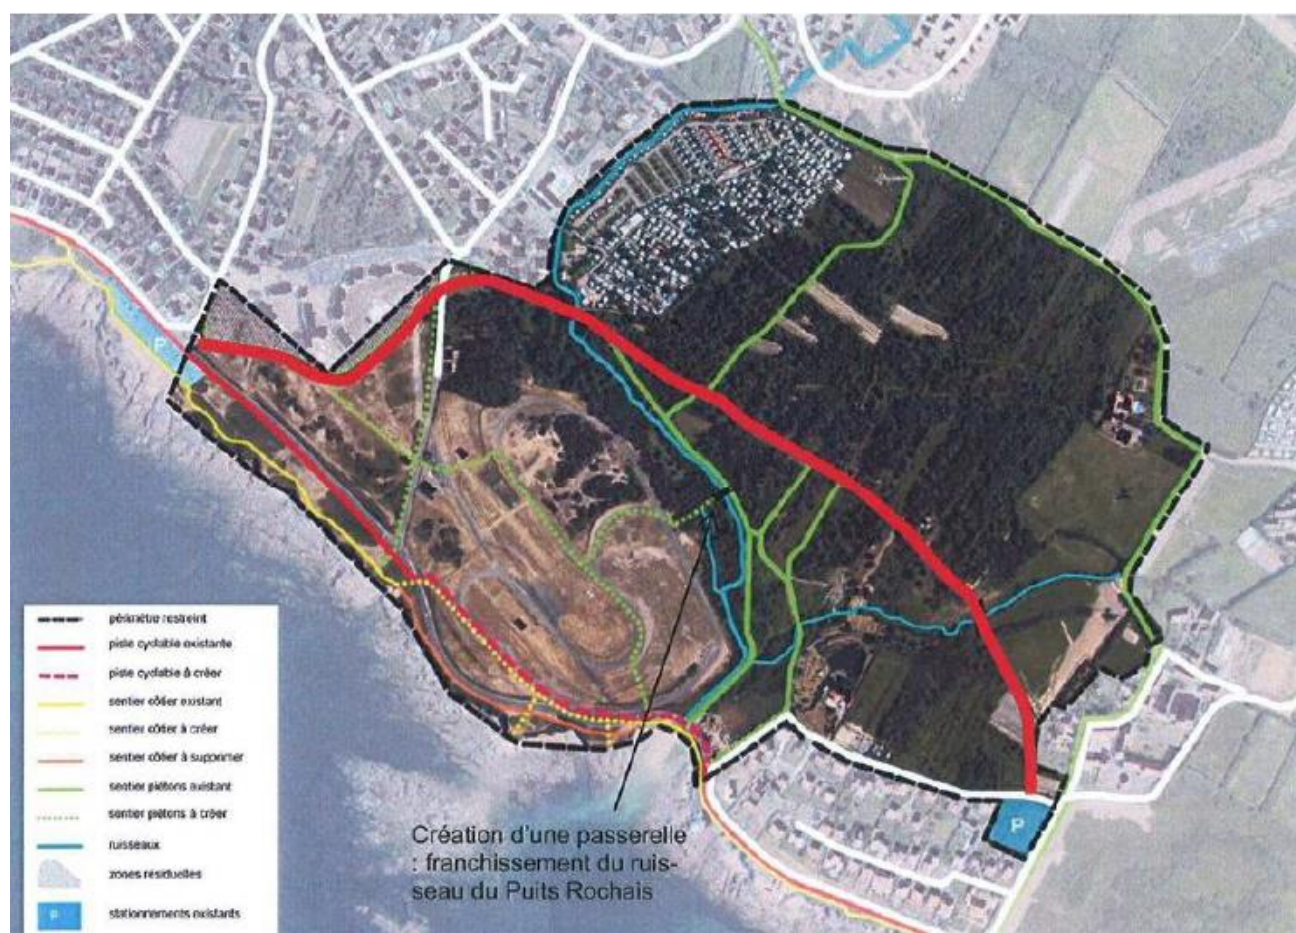 P
périmètre restreint
piste cyclable existante
piste cyclable à créer
sentier côtier existant
sentier côtier à créer
sentier côtier à supprimer
sentier piétons existant
sentier piétons à créer
ruisseaux
zones résiduelles
P stationnements existants
Création d'une passerelle
: franchissement du ruis-
seau du Puits Rochais
P